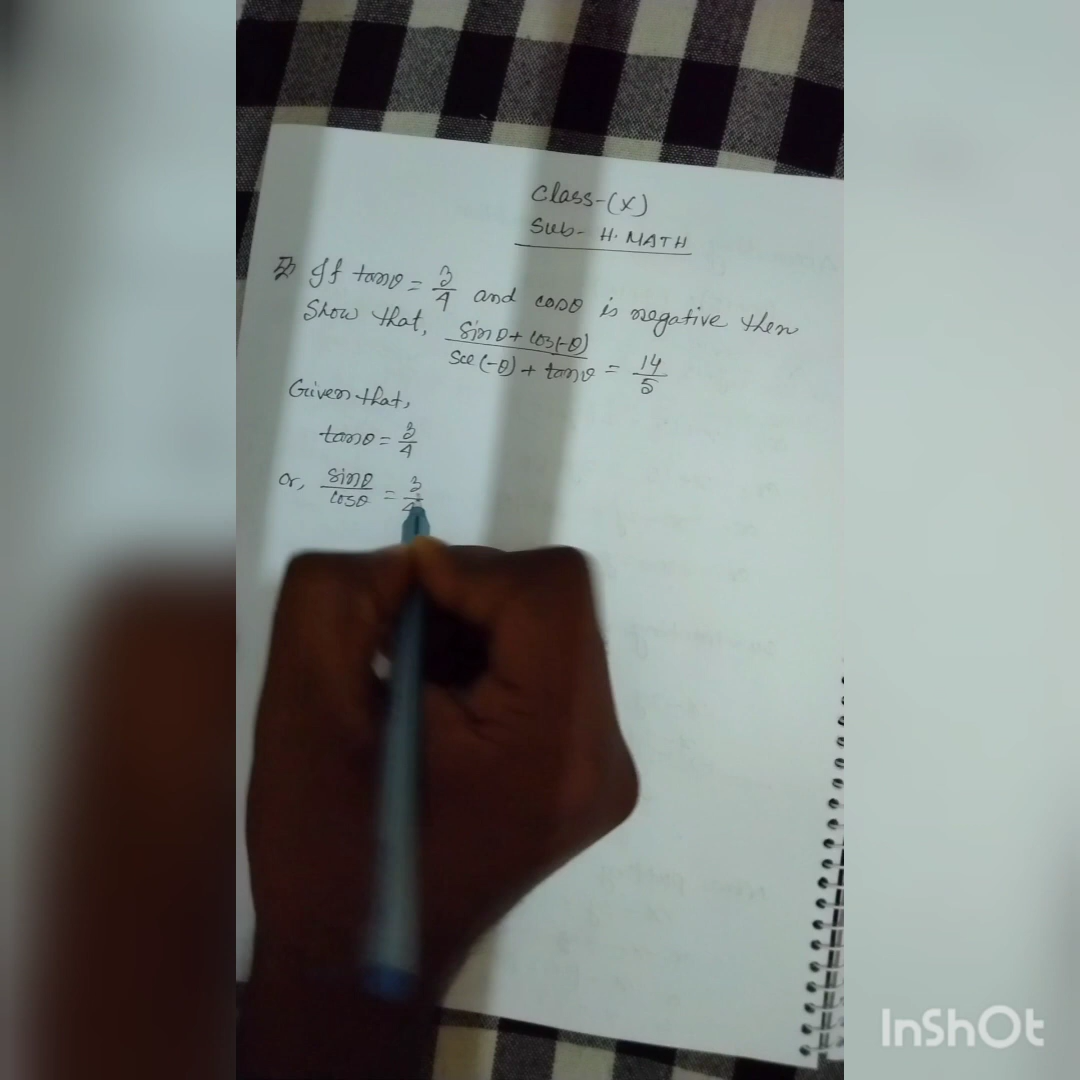 Class-(X)
Sub- H. MATH
If tanθ = 3/4 and cosθ is negative then
Show that, sinθ + cos(-θ) / sec(-θ) + tanθ = 14/5
Given that,
tanθ = 3/4
or, sinθ/cosθ = 3/4
InShOt